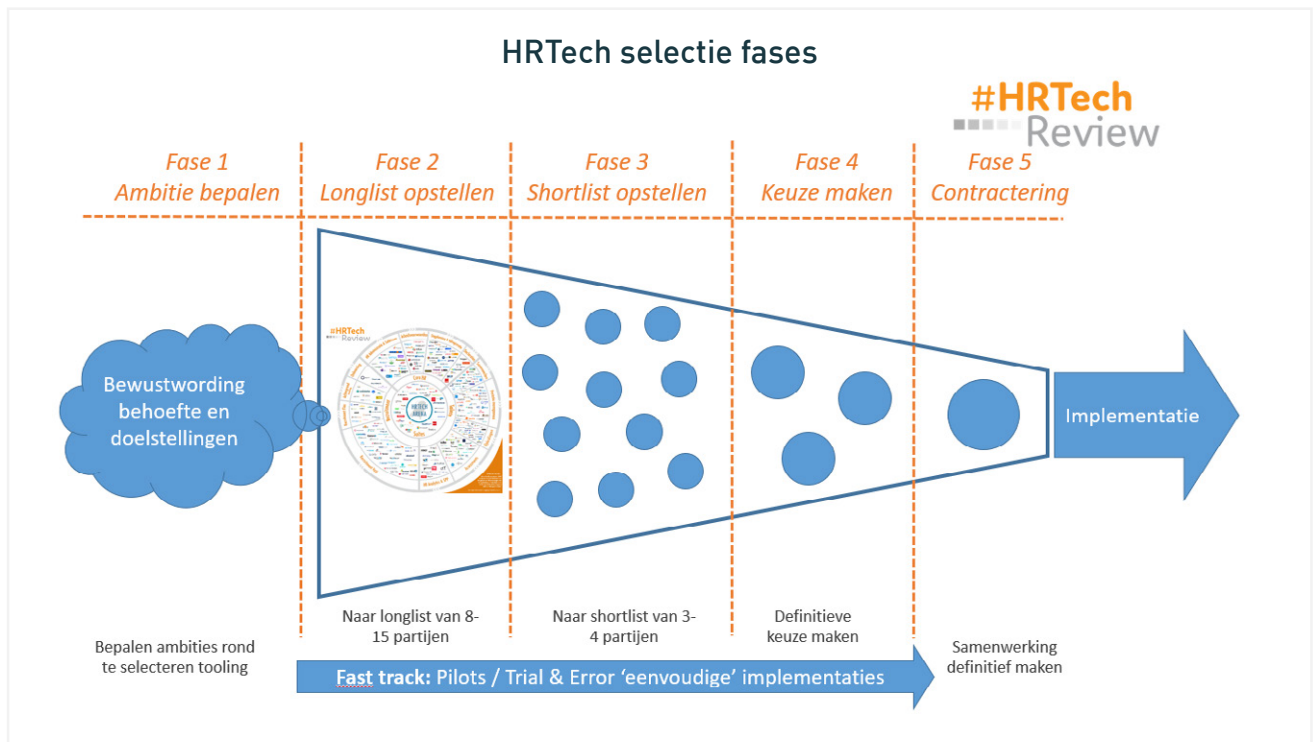 HRTech selectie fases
#HRTech
Review
Fase 1
Ambitie bepalen
Fase 2
Longlist opstellen
Fase 3
Shortlist opstellen
Fase 4
Keuze maken
Fase 5
Contractering
Bewustwording
behoefte en
doelstellingen
#HRTech
Review
HRTECH
Implementatie
Bepalen ambities rond
te selecteren tooling
Naar longlist van 8-
15 partijen
Naar shortlist van 3-
4 partijen
Definitieve
keuze maken
Samenwerking
definitief maken
Fast track: Pilots / Trial & Error ‘eenvoudige’ implementaties